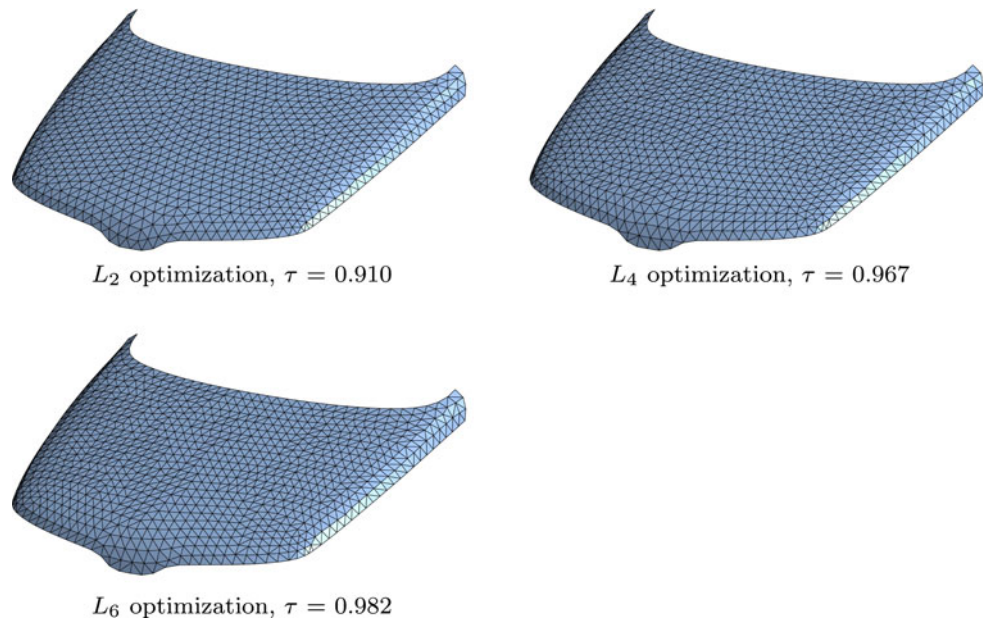 L₂ optimization, τ = 0.910
L₄ optimization, τ = 0.967
L₆ optimization, τ = 0.982